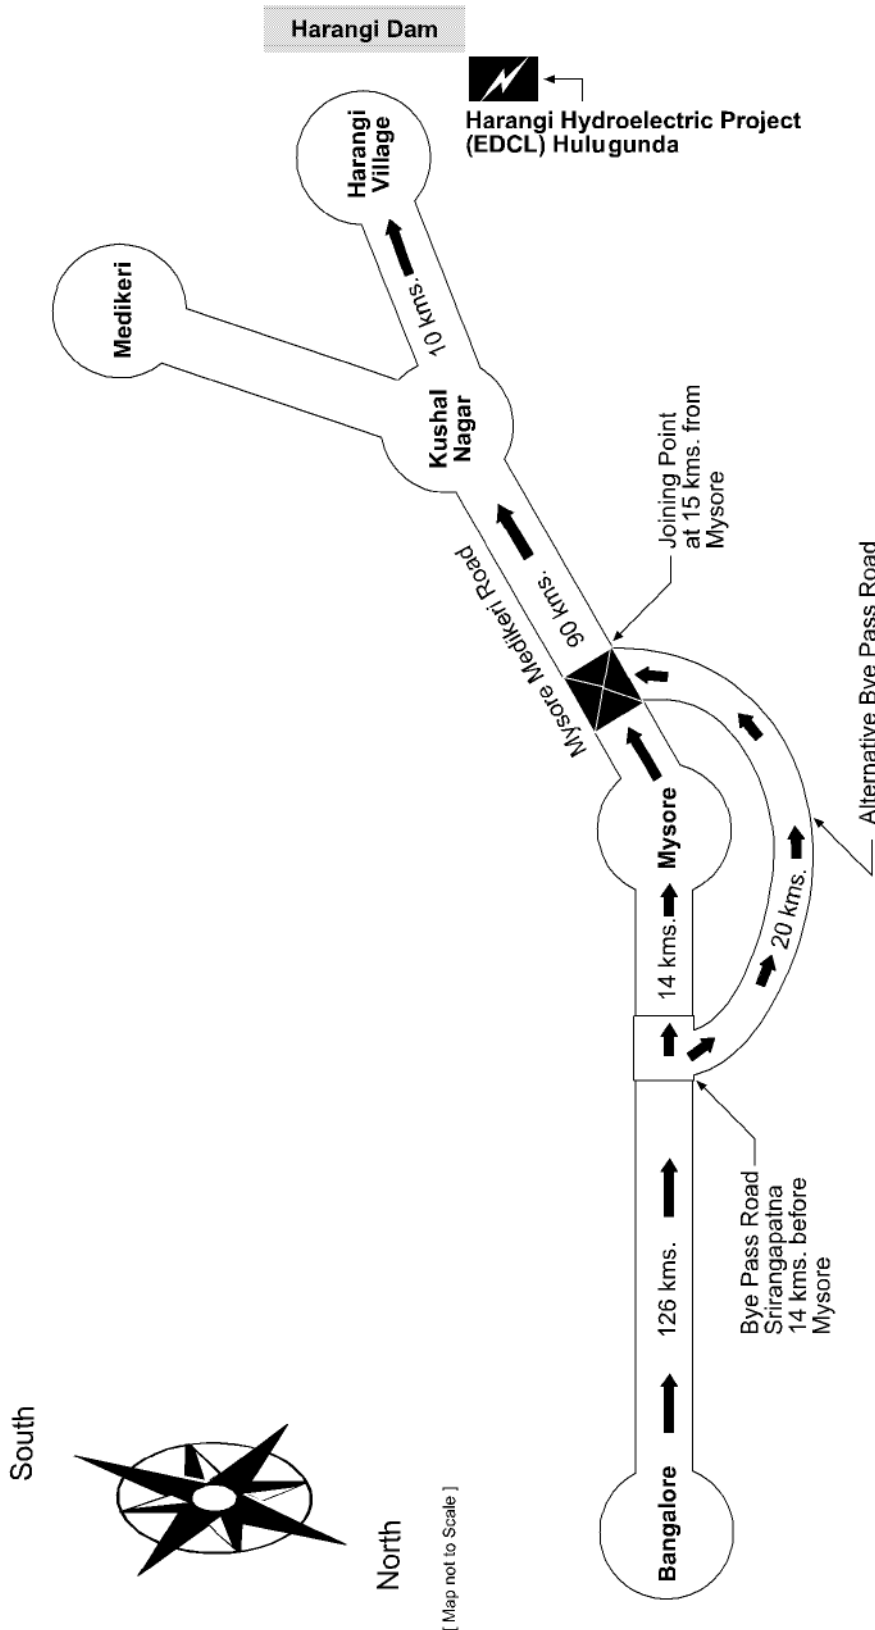 Harangi Dam
Harangi Hydroelectric Project
(EDCL) Hulugunda
Harangi
Village
Medikeri
10 kms.
Kushal
Nagar
Joining Point
at 15 kms. from
Mysore
Mysore Medikeri Road
90 kms.
Alternative Bye Pass Road
Mysore
14 kms.
20 kms.
Bye Pass Road
Srirangapatna
14 kms. before
Mysore
126 kms.
Bangalore
South
North
[ Map not to Scale ]